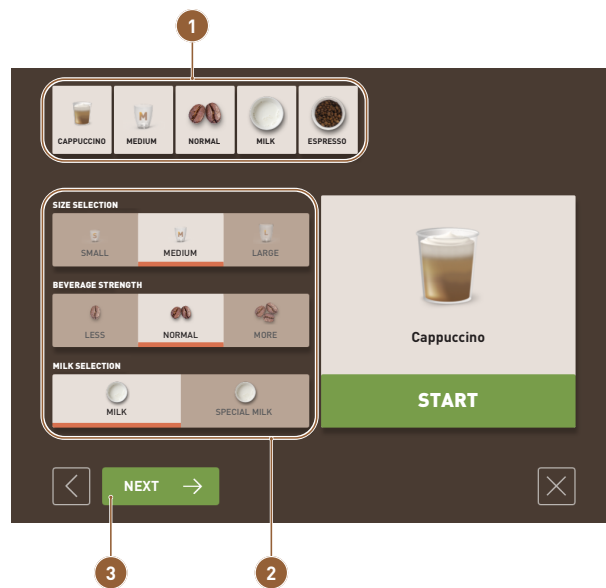 1
M
CAPPUCCINO MEDIUM NORMAL MILK ESPRESSO
SIZE SELECTION
M
SMALL MEDIUM LARGE
BEVERAGE STRENGTH
LESS NORMAL MORE
MILK SELECTION
MILK SPECIAL MILK
Cappuccino
START
NEXT
3 2